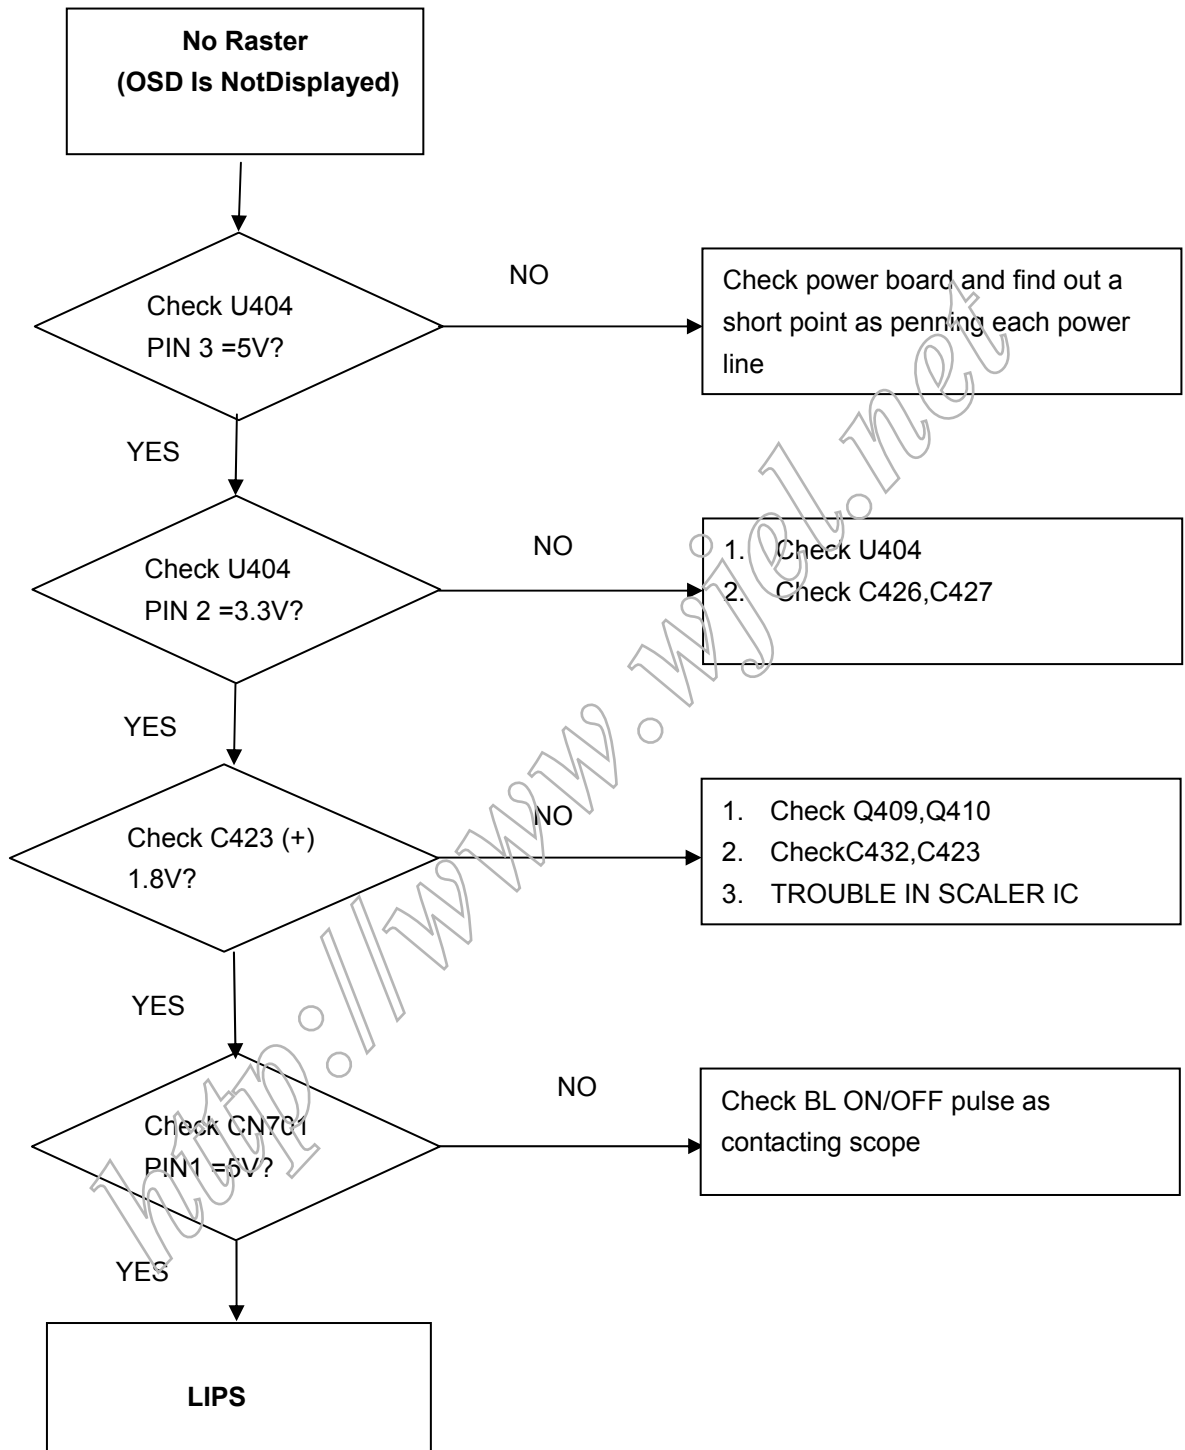 No Raster
(OSD Is NotDisplayed)
Check U404
PIN 3 =5V?
NO
Check power board and find out a
short point as penning each power
line
YES
Check U404
PIN 2 =3.3V?
NO
1. Check U404
2. Check C426,C427
YES
Check C423 (+)
1.8V?
NO
1. Check Q409,Q410
2. CheckC432,C423
3. TROUBLE IN SCALER IC
YES
Check CN701
PIN1 =5V?
NO
Check BL ON/OFF pulse as
contacting scope
YES
LIPS
http://www.wjel.net